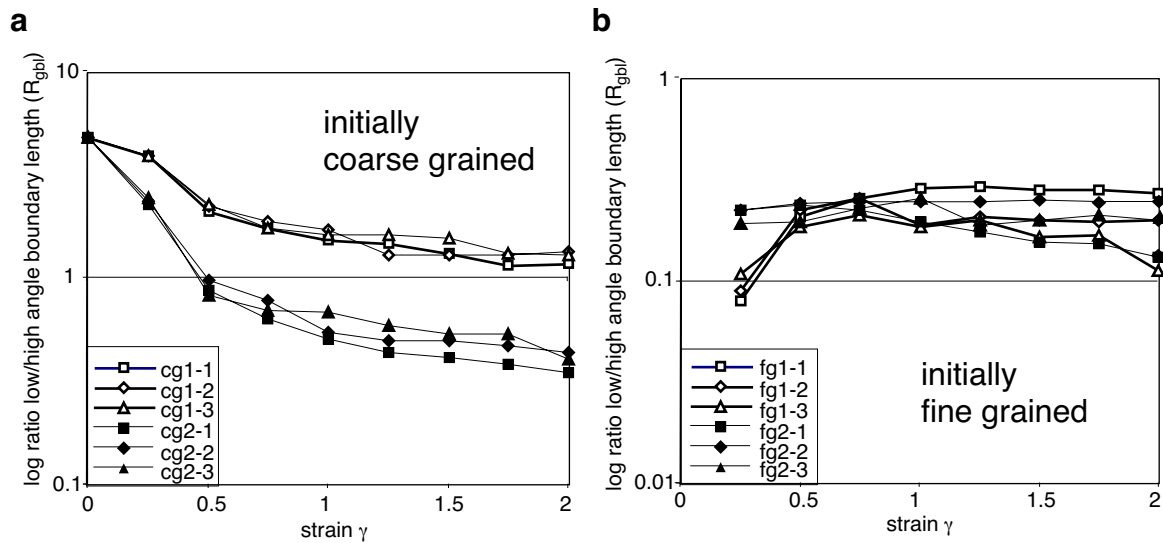 a
log ratio low/high angle boundary length (Rgbl)
10
1
0.1
initially
coarse grained
cg1-1
cg1-2
cg1-3
cg2-1
cg2-2
cg2-3
0
0.5
1
1.5
2
strain γ
b
log ratio low/high angle boundary length (Rgbl)
1
0.1
0.01
fg1-1
fg1-2
fg1-3
fg2-1
fg2-2
fg2-3
initially
fine grained
0
0.5
1
1.5
2
strain γ